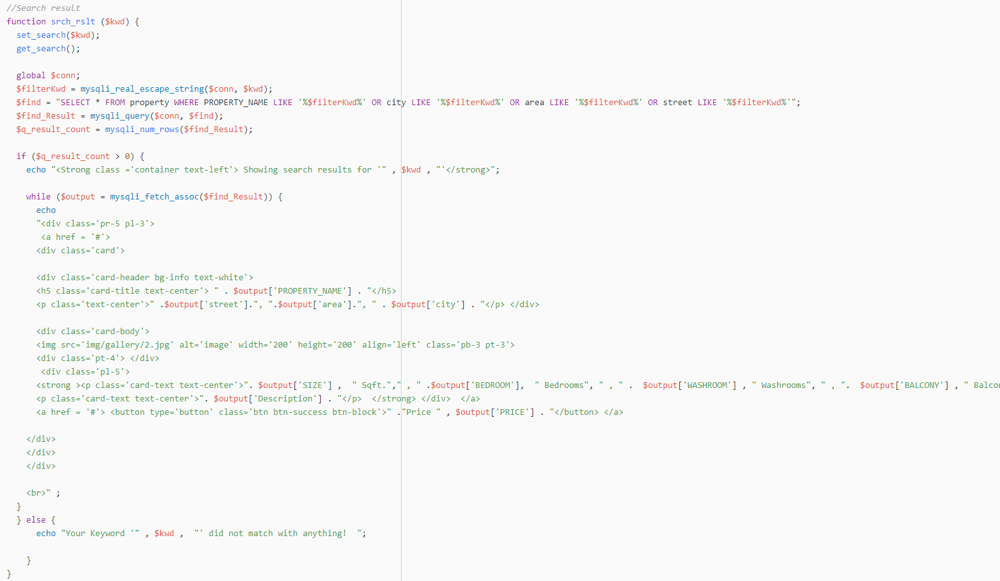 //Search result
function srch_rslt ($kwd) {
  set_search($kwd);
  get_search();

  global $conn;
  $filterKwd = mysqli_real_escape_string($conn, $kwd);
  $find = "SELECT * FROM property WHERE PROPERTY_NAME LIKE '%$filterKwd%' OR city LIKE '%$filterKwd%' OR area LIKE '%$filterKwd%' OR street LIKE '%$filterKwd%'";
  $find_Result = mysqli_query($conn, $find);
  $q_result_count = mysqli_num_rows($find_Result);

  if ($q_result_count > 0) {
    echo "<Strong class ='container text-left'> Showing search results for '" , $kwd , "'</strong>";

    while ($output = mysqli_fetch_assoc($find_Result)) {
      echo
      "<div class='pr-5 pl-3'>
       <a href = '#'>
      <div class='card'>

      <div class='card-header bg-info text-white'>
      <h5 class='card-title text-center'> " . $output['PROPERTY_NAME'] . "</h5>
      <p class='text-center'>" .$output['street'].", ".$output['area'].", " . $output['city'] . "</p> </div>

      <div class='card-body'>
      <img src='img/gallery/2.jpg' alt='image' width='200' height='200' align='left' class='pb-3 pt-3'>
      <div class='pt-4'> </div>
       <div class='pl-5'>
      <strong ><p class='card-text text-center'>". $output['SIZE'] ,  " Sqft."," , " .$output['BEDROOM'],  " Bedrooms", " , " .  $output['WASHROOM'] , " Washrooms", " , ".  $output['BALCONY'] , " Balco
      <p class='card-text text-center'>". $output['Description'] . "</p>  </strong> </div>  </a>
      <a href = '#'> <button type='button' class='btn btn-success btn-block'>" ."Price " , $output['PRICE'] . "</button> </a>

    </div>
    </div>
    </div>

    <br>" ;
  }
  } else {
      echo "Your Keyword '" , $kwd ,  "' did not match with anything!  ";

    }
}